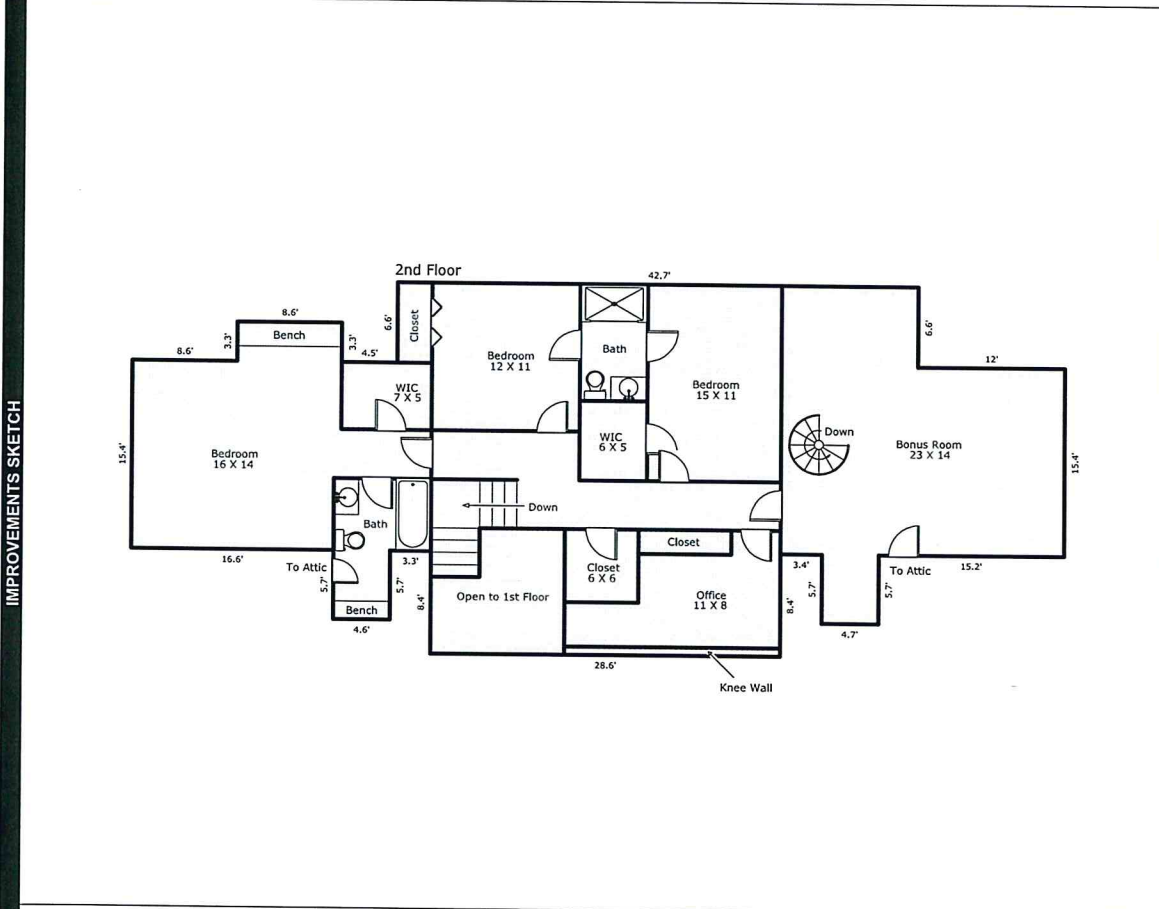 IMPROVEMENTS SKETCH
2nd Floor
42.7'
8.6'
3.3'
Bench
3.3'
8.6'
4.5'
6.6'
Closet
Bedroom
12 X 11
Bath
6.6'
12'
WIC
7 X 5
Bedroom
15 X 11
15.4'
Bedroom
16 X 14
WIC
6 X 5
Down
Bonus Room
23 X 14
15.4'
Down
Bath
16.6'
To Attic
5.7'
3.3'
5.7'
8.4'
Bench
4.6'
Open to 1st Floor
Closet
6 X 6
Closet
Office
11 X 8
8.4'
3.4'
5.7'
5.7'
To Attic
15.2'
4.7'
28.6'
Knee Wall